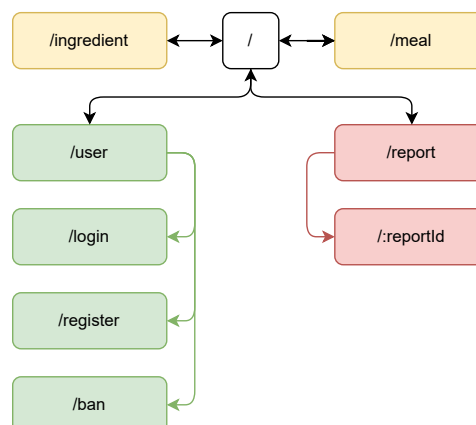 /ingredient
/
/meal
/user
/report
/login
/:reportId
/register
/ban